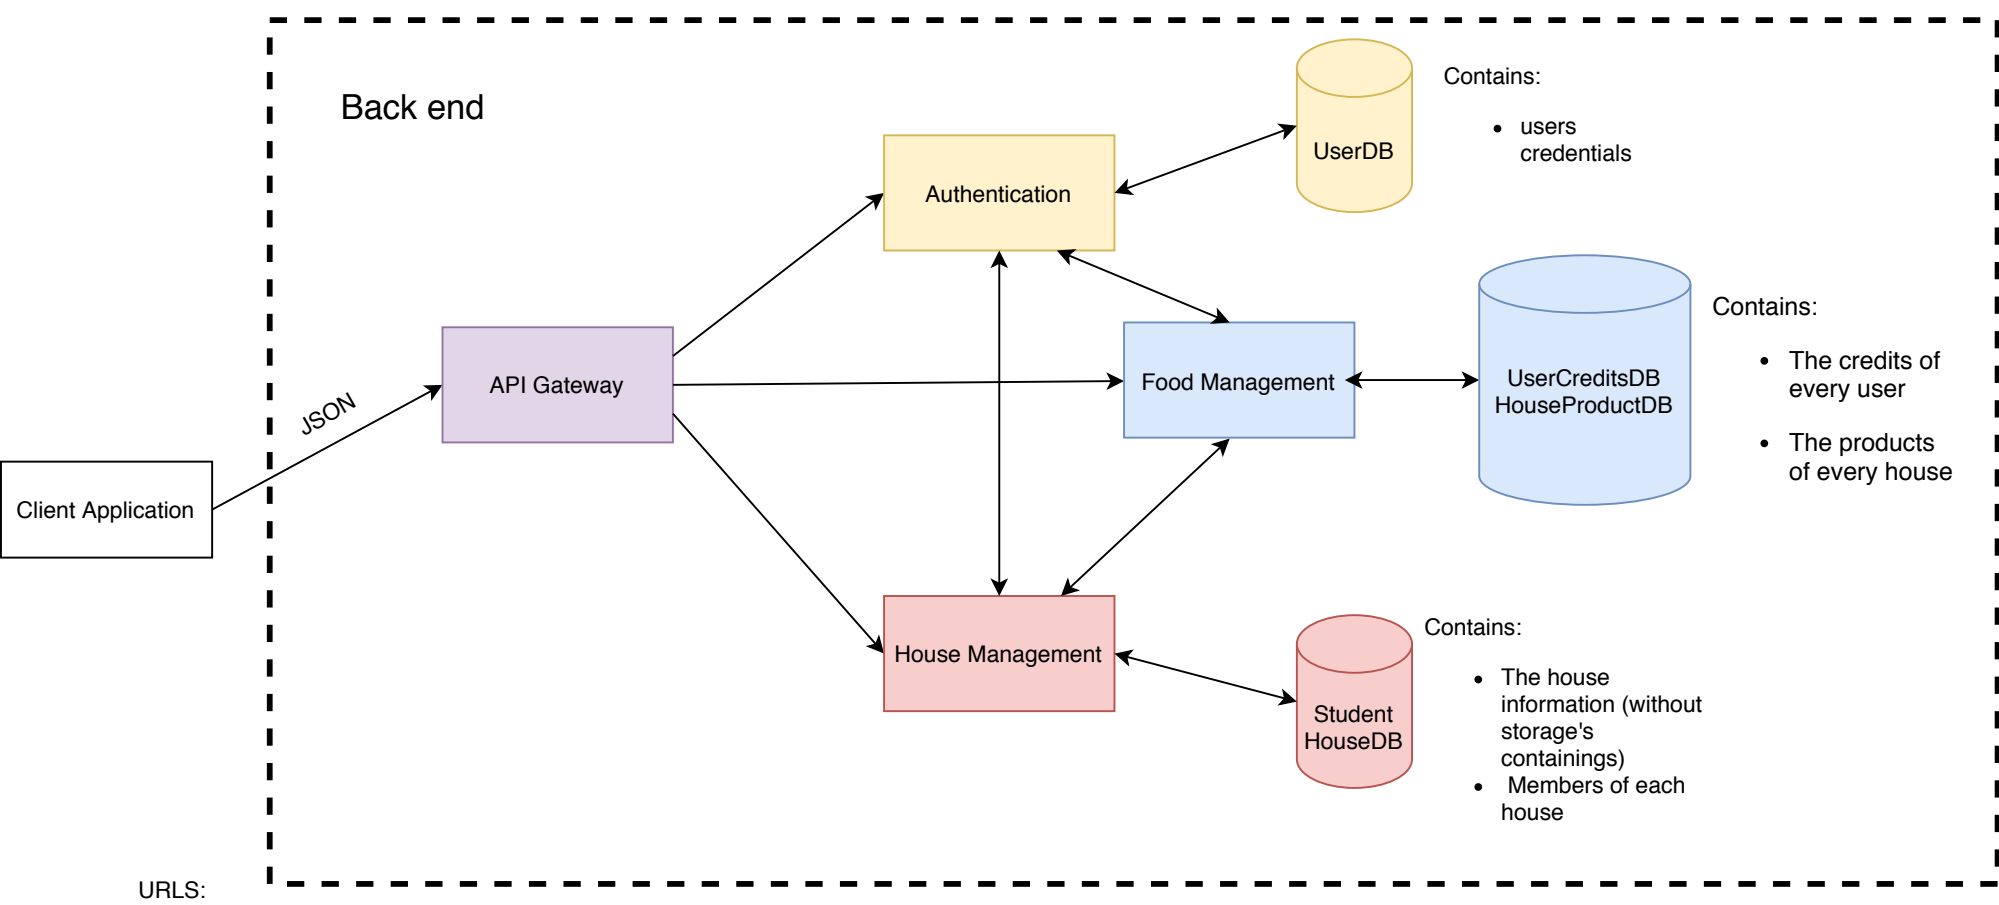 Back end
Contains:
• users
credentials
UserDB
Authentication
Contains:
• The credits of
every user
• The products
of every house
UserCreditsDB
HouseProductDB
Food Management
API Gateway
JSON
Client Application
House Management
Contains:
• The house
information (without
storage's
containings)
• Members of each
house
Student
HouseDB
URLS: